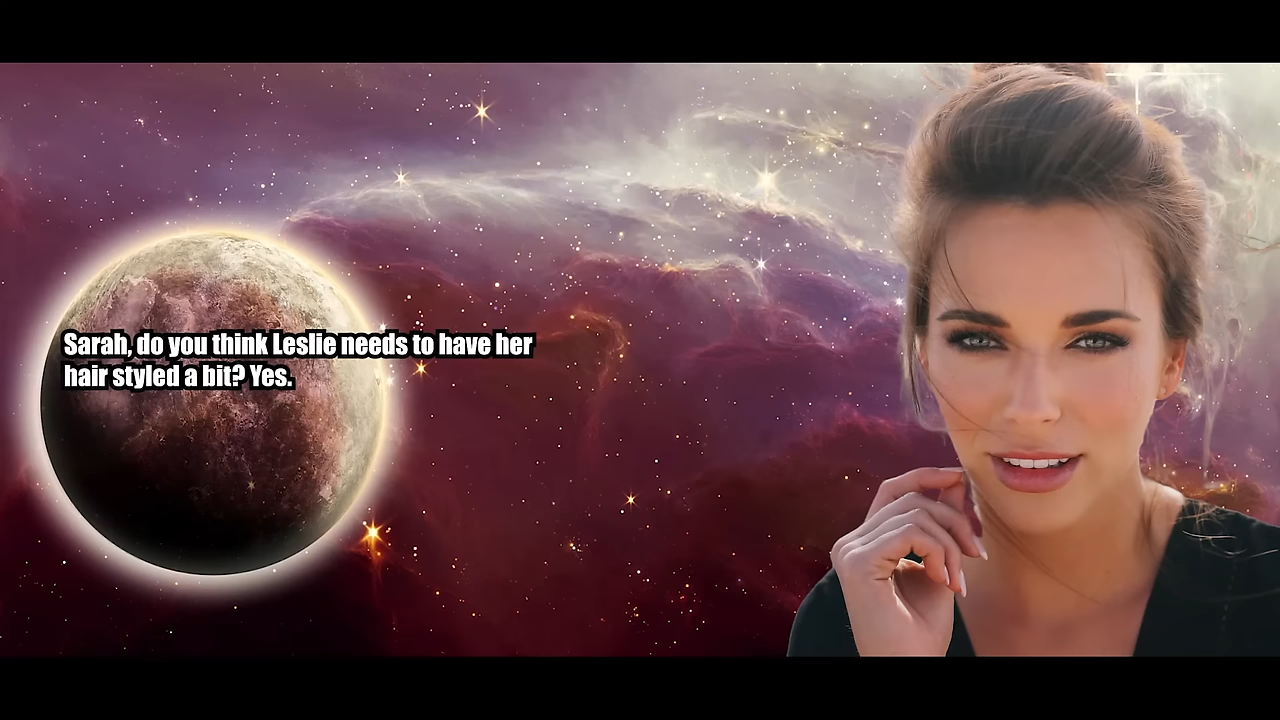 Sarah, do you think Leslie needs to have her
hair styled a bit? Yes.